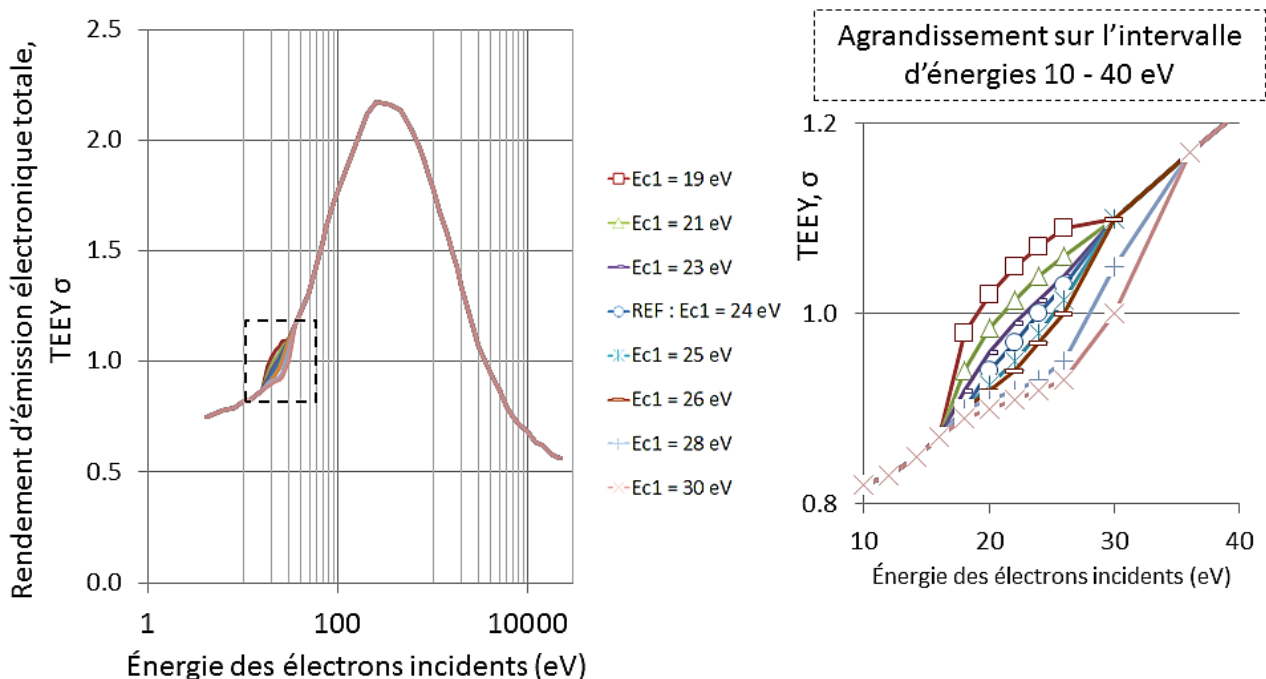 Rendement d'émission électronique totale,
TEEY σ
2.5
2.0
1.5
1.0
0.5
0.0
1
100
10000
Énergie des électrons incidents (eV)
Ec1 = 19 eV
Ec1 = 21 eV
Ec1 = 23 eV
REF : Ec1 = 24 eV
Ec1 = 25 eV
Ec1 = 26 eV
Ec1 = 28 eV
Ec1 = 30 eV
Agrandissement sur l'intervalle
d'énergies 10 - 40 eV
TEEY, σ
1.2
1.0
0.8
10
20
30
40
Énergie des électrons incidents (eV)